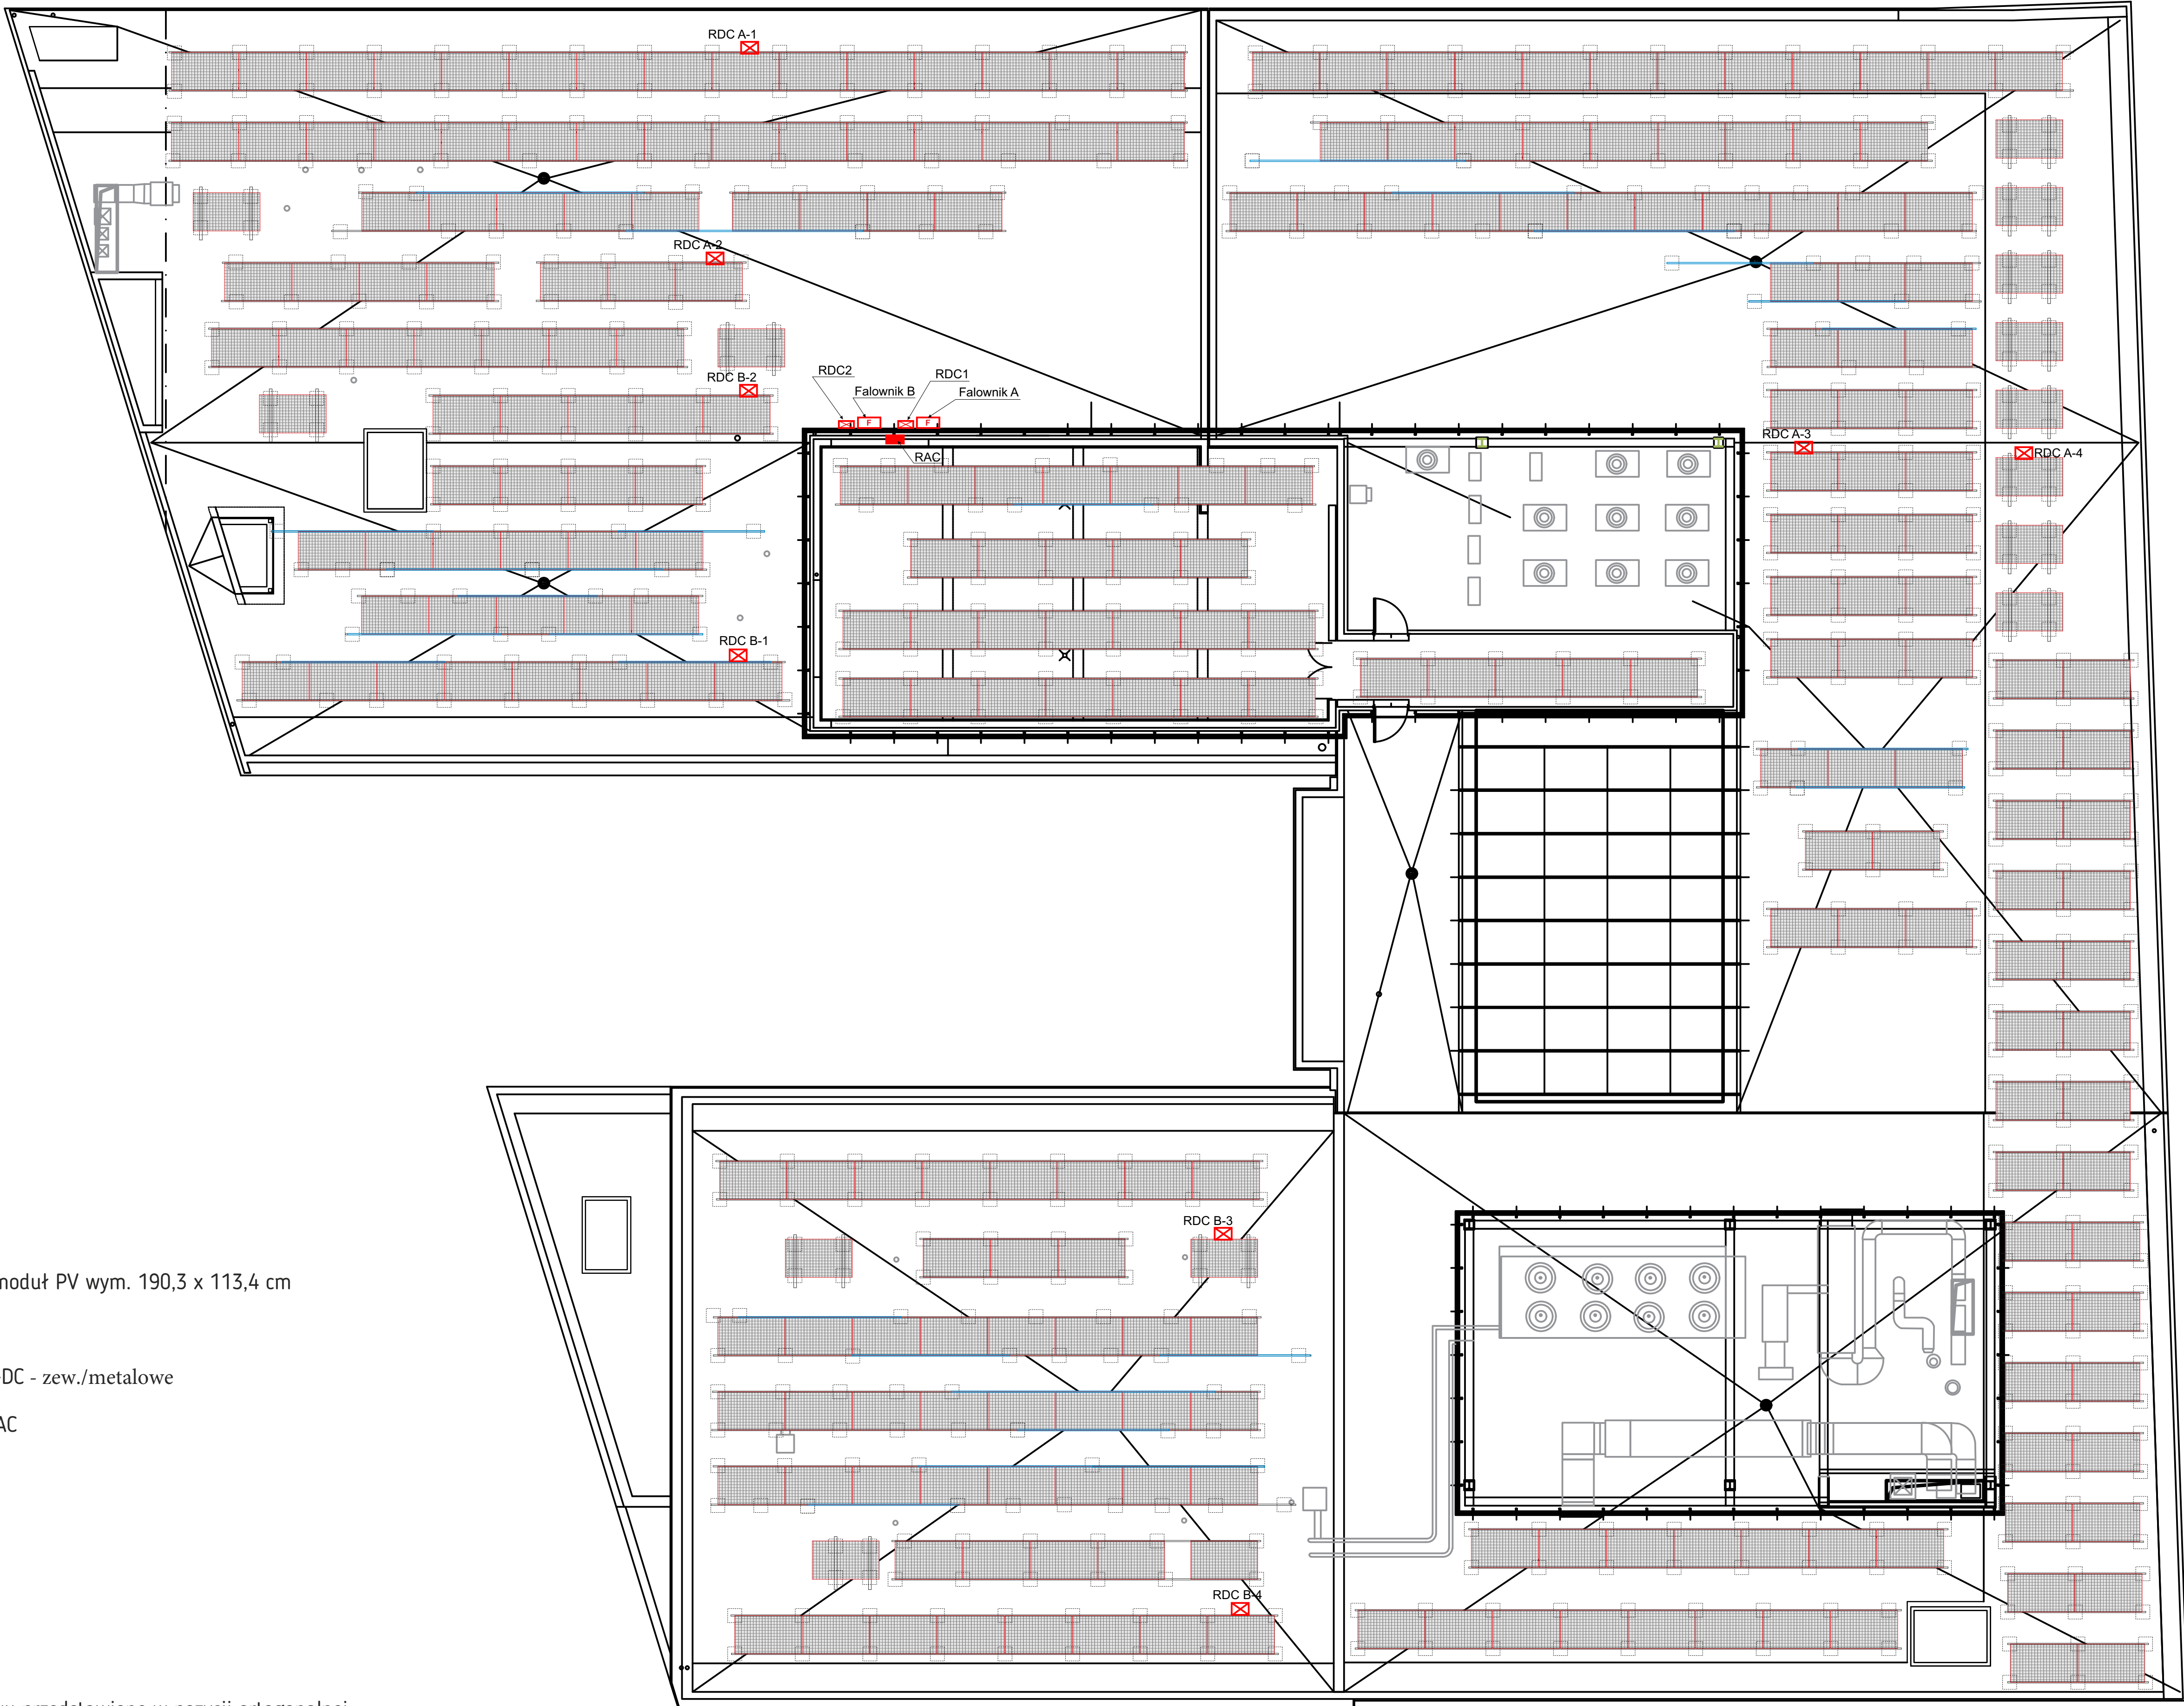 RDC A-1
RDC A-2
RDC B-2
RDC2
RDC1
Falownik B
Falownik A
F
F
RAC
RDC A-3
RDC A-4
RDC B-1
RDC B-3
moduł PV wym. 190,3 x 113,4 cm
DC - zew./metalowe
AC
RDC B-4